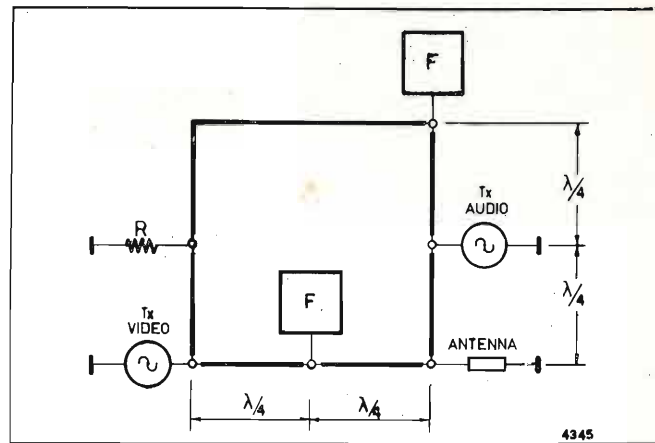 F
λ/4
Tx
AUDIO
R
F
λ/4
Tx
VIDEO
ANTENNA
λ/4
λ/4
4345